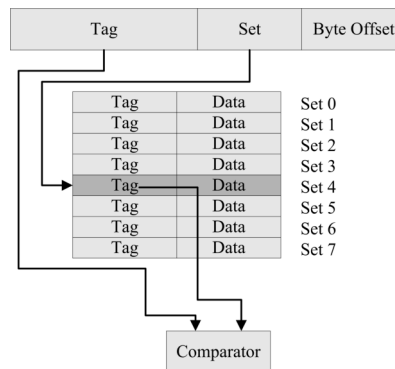 Tag Set Byte Offset
Tag Data Set 0
Tag Data Set 1
Tag Data Set 2
Tag Data Set 3
Tag Data Set 4
Tag Data Set 5
Tag Data Set 6
Tag Data Set 7
Comparator